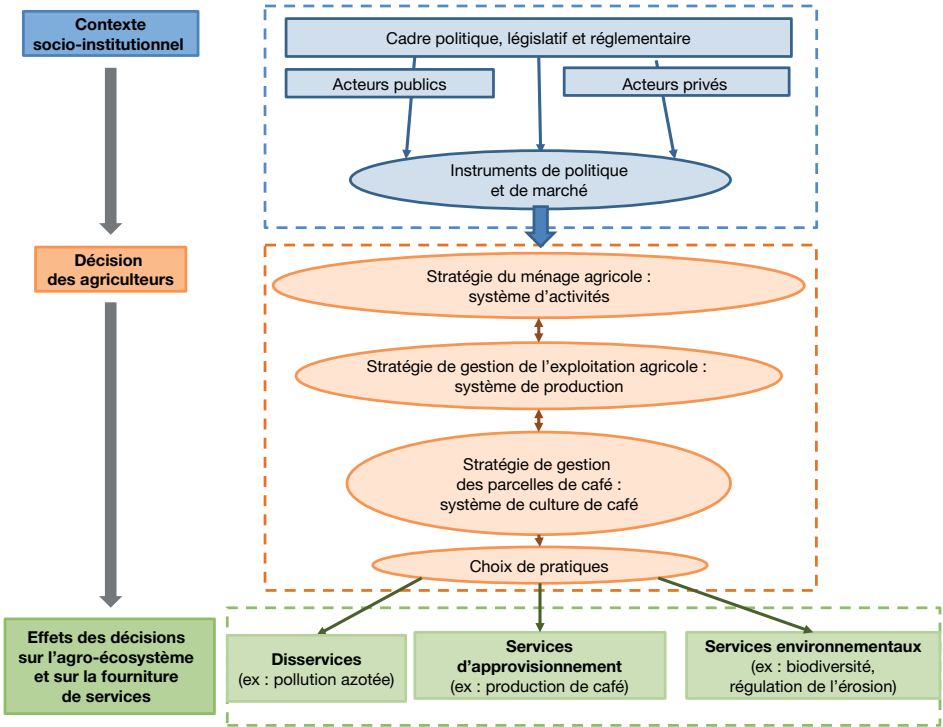 Contexte
socio-institutionnel
Cadre politique, législatif et réglementaire
Acteurs publics
Acteurs privés
Instruments de politique
et de marché
Décision
des agriculteurs
Stratégie du ménage agricole :
système d’activités
Stratégie de gestion de l’exploitation agricole :
système de production
Stratégie de gestion
des parcelles de café :
système de culture de café
Choix de pratiques
Effets des décisions
sur l’agro-écosystème
et sur la fourniture
de services
Disservices
(ex : pollution azotée)
Services
d’approvisionnement
(ex : production de café)
Services environnementaux
(ex : biodiversité,
régulation de l’érosion)